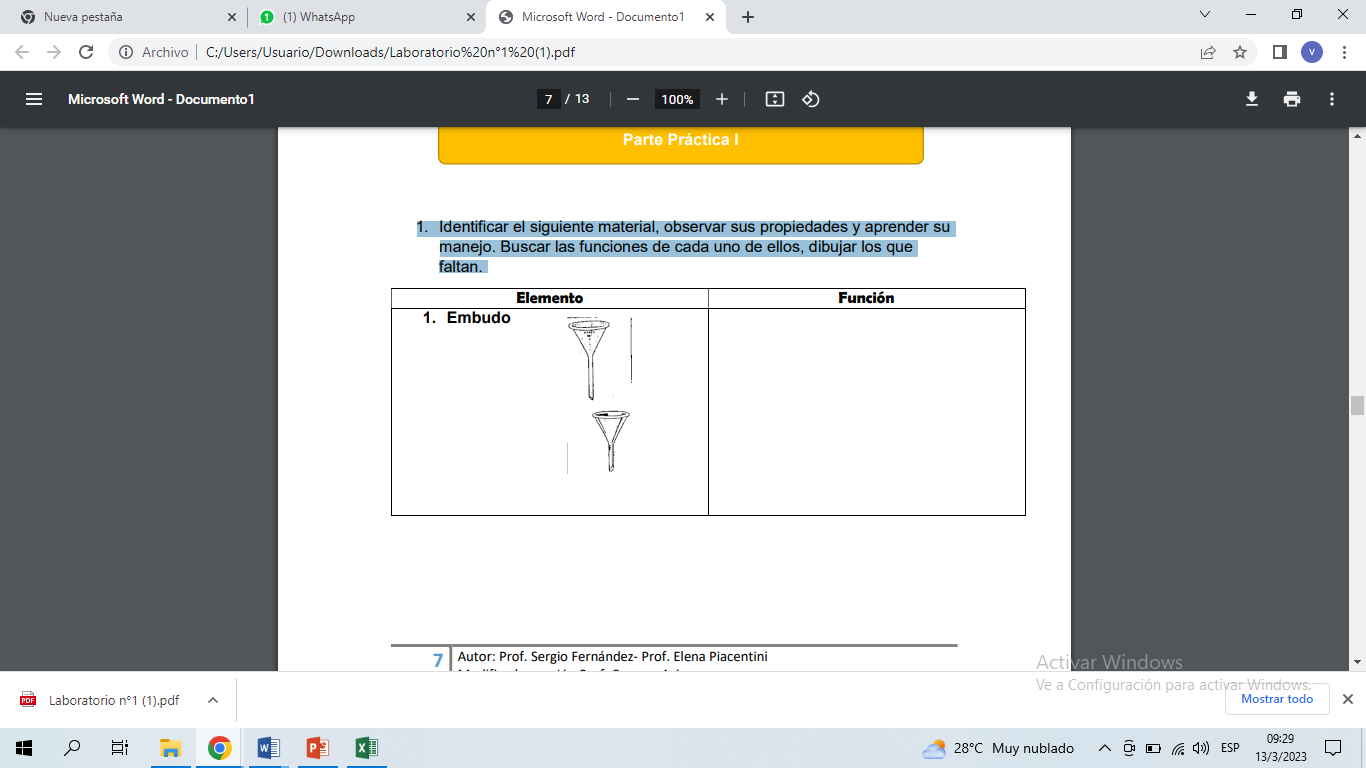 Nueva pestaña
(1) WhatsApp
Microsoft Word - Documento1
Archivo C:/Users/Usuario/Downloads/Laboratorio%20n°1%20(1).pdf
V
Microsoft Word - Documento1
7 / 13
100%
Parte Práctica I
1. Identificar el siguiente material, observar sus propiedades y aprender su
manejo. Buscar las funciones de cada uno de ellos, dibujar los que
faltan.
Elemento Función
1. Embudo
7 Autor: Prof. Sergio Fernández- Prof. Elena Piacentini
Activar Windows
Ve a Configuración para activar Windows.
PDF Laboratorio n°1 (1).pdf
Mostrar todo
28°C Muy nublado
ESP
09:29
13/3/2023